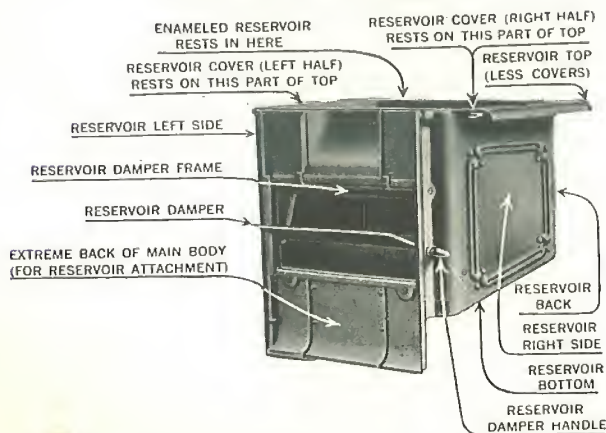 ENAMELED RESERVOIR
RESTS IN HERE
RESERVOIR COVER (RIGHT HALF)
RESTS ON THIS PART OF TOP
RESERVOIR COVER (LEFT HALF)
RESTS ON THIS PART OF TOP
RESERVOIR TOP
(LESS COVERS)
RESERVOIR LEFT SIDE
RESERVOIR DAMPER FRAME
RESERVOIR DAMPER
EXTREME BACK OF MAIN BODY
(FOR RESERVOIR ATTACHMENT)
RESERVOIR
BACK
RESERVOIR
RIGHT SIDE
RESERVOIR
BOTTOM
RESERVOIR
DAMPER HANDLE